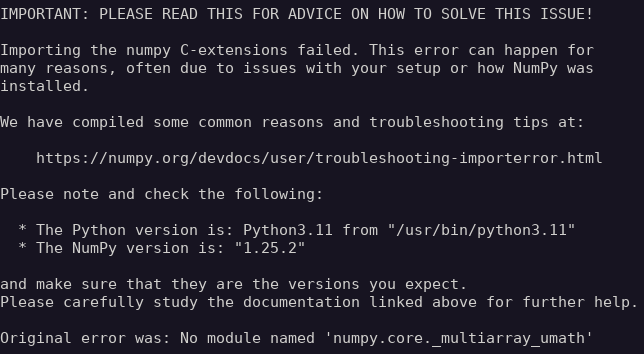 IMPORTANT: PLEASE READ THIS FOR ADVICE ON HOW TO SOLVE THIS ISSUE!
Importing the numpy C-extensions failed. This error can happen for
many reasons, often due to issues with your setup or how NumPy was
installed.
We have compiled some common reasons and troubleshooting tips at:
https://numpy.org/devdocs/user/troubleshooting-importerror.html
Please note and check the following:
* The Python version is: Python3.11 from "/usr/bin/python3.11"
* The NumPy version is: "1.25.2"
and make sure that they are the versions you expect.
Please carefully study the documentation linked above for further help.
Original error was: No module named 'numpy.core._multiarray_umath'